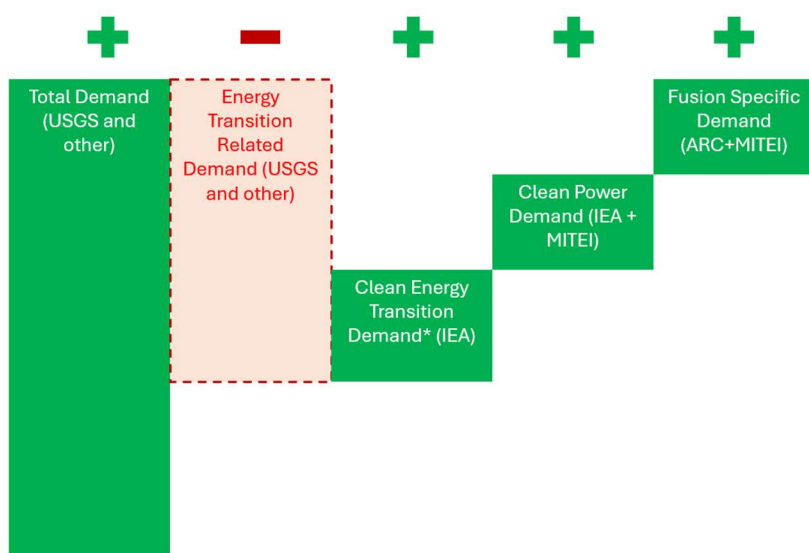 Total Demand
(USGS and
other)
Energy
Transition
Related
Demand (USGS
and other)
Clean Energy
Transition
Demand* (IEA)
Clean Power
Demand (IEA +
MITEI)
Fusion Specific
Demand
(ARC+MITEI)